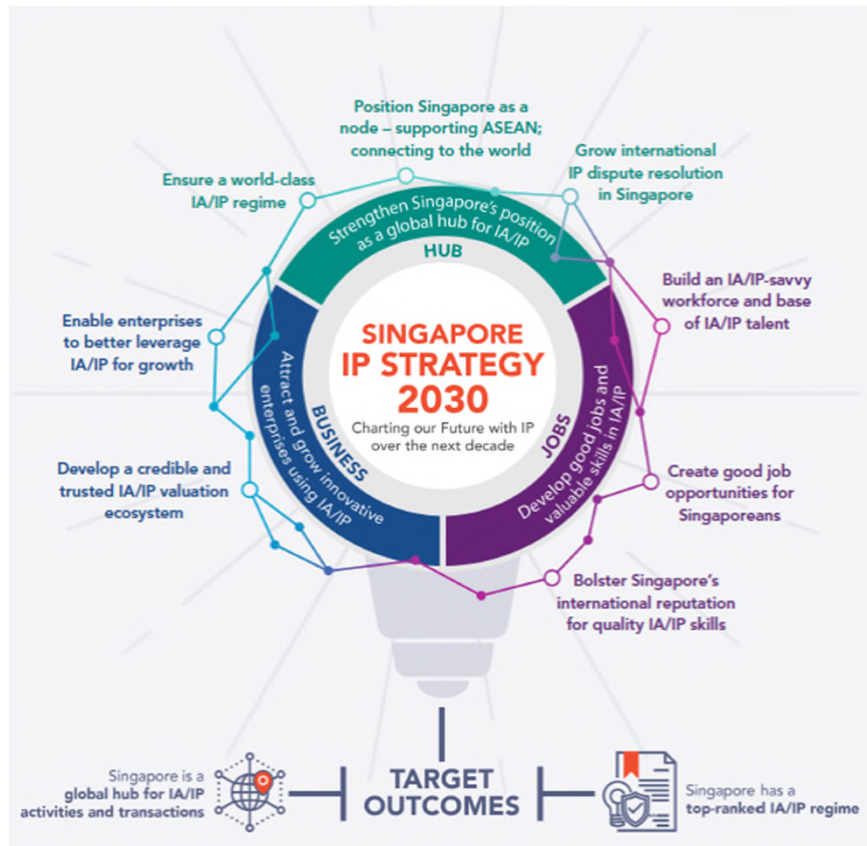 Position Singapore as a
node – supporting ASEAN;
connecting to the world
Grow international
IP dispute resolution
in Singapore
Ensure a world-class
IA/IP regime
Strengthen Singapore's position
as a global hub for IA/IP
HUB
Build an IA/IP-savvy
workforce and base
of IA/IP talent
Enable enterprises
to better leverage
IA/IP for growth
SINGAPORE
IP STRATEGY
2030
Charting our Future with IP
over the next decade
BUSINESS
Attract and grow innovative
enterprises using IA/IP
JOBS
Develop good jobs and
valuable skills in IA/IP
Develop a credible and
trusted IA/IP valuation
ecosystem
Create good job
opportunities for
Singaporeans
Bolster Singapore's
international reputation
for quality IA/IP skills
TARGET
OUTCOMES
Singapore is a
global hub for IA/IP
activities and transactions
Singapore has a
top-ranked IA/IP regime